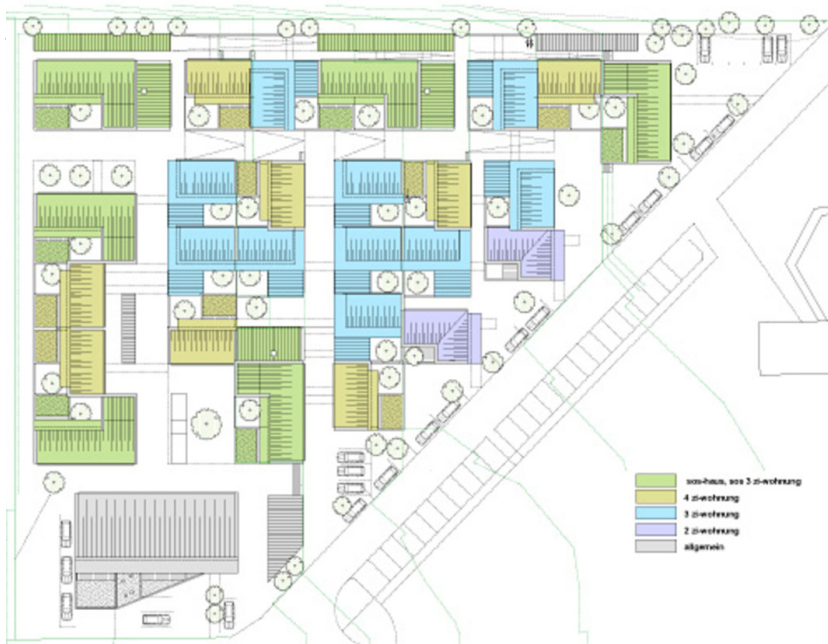 sos-haus, sos 3 zi-wohnung
4 zi-wohnung
3 zi-wohnung
2 zi-wohnung
allgemein